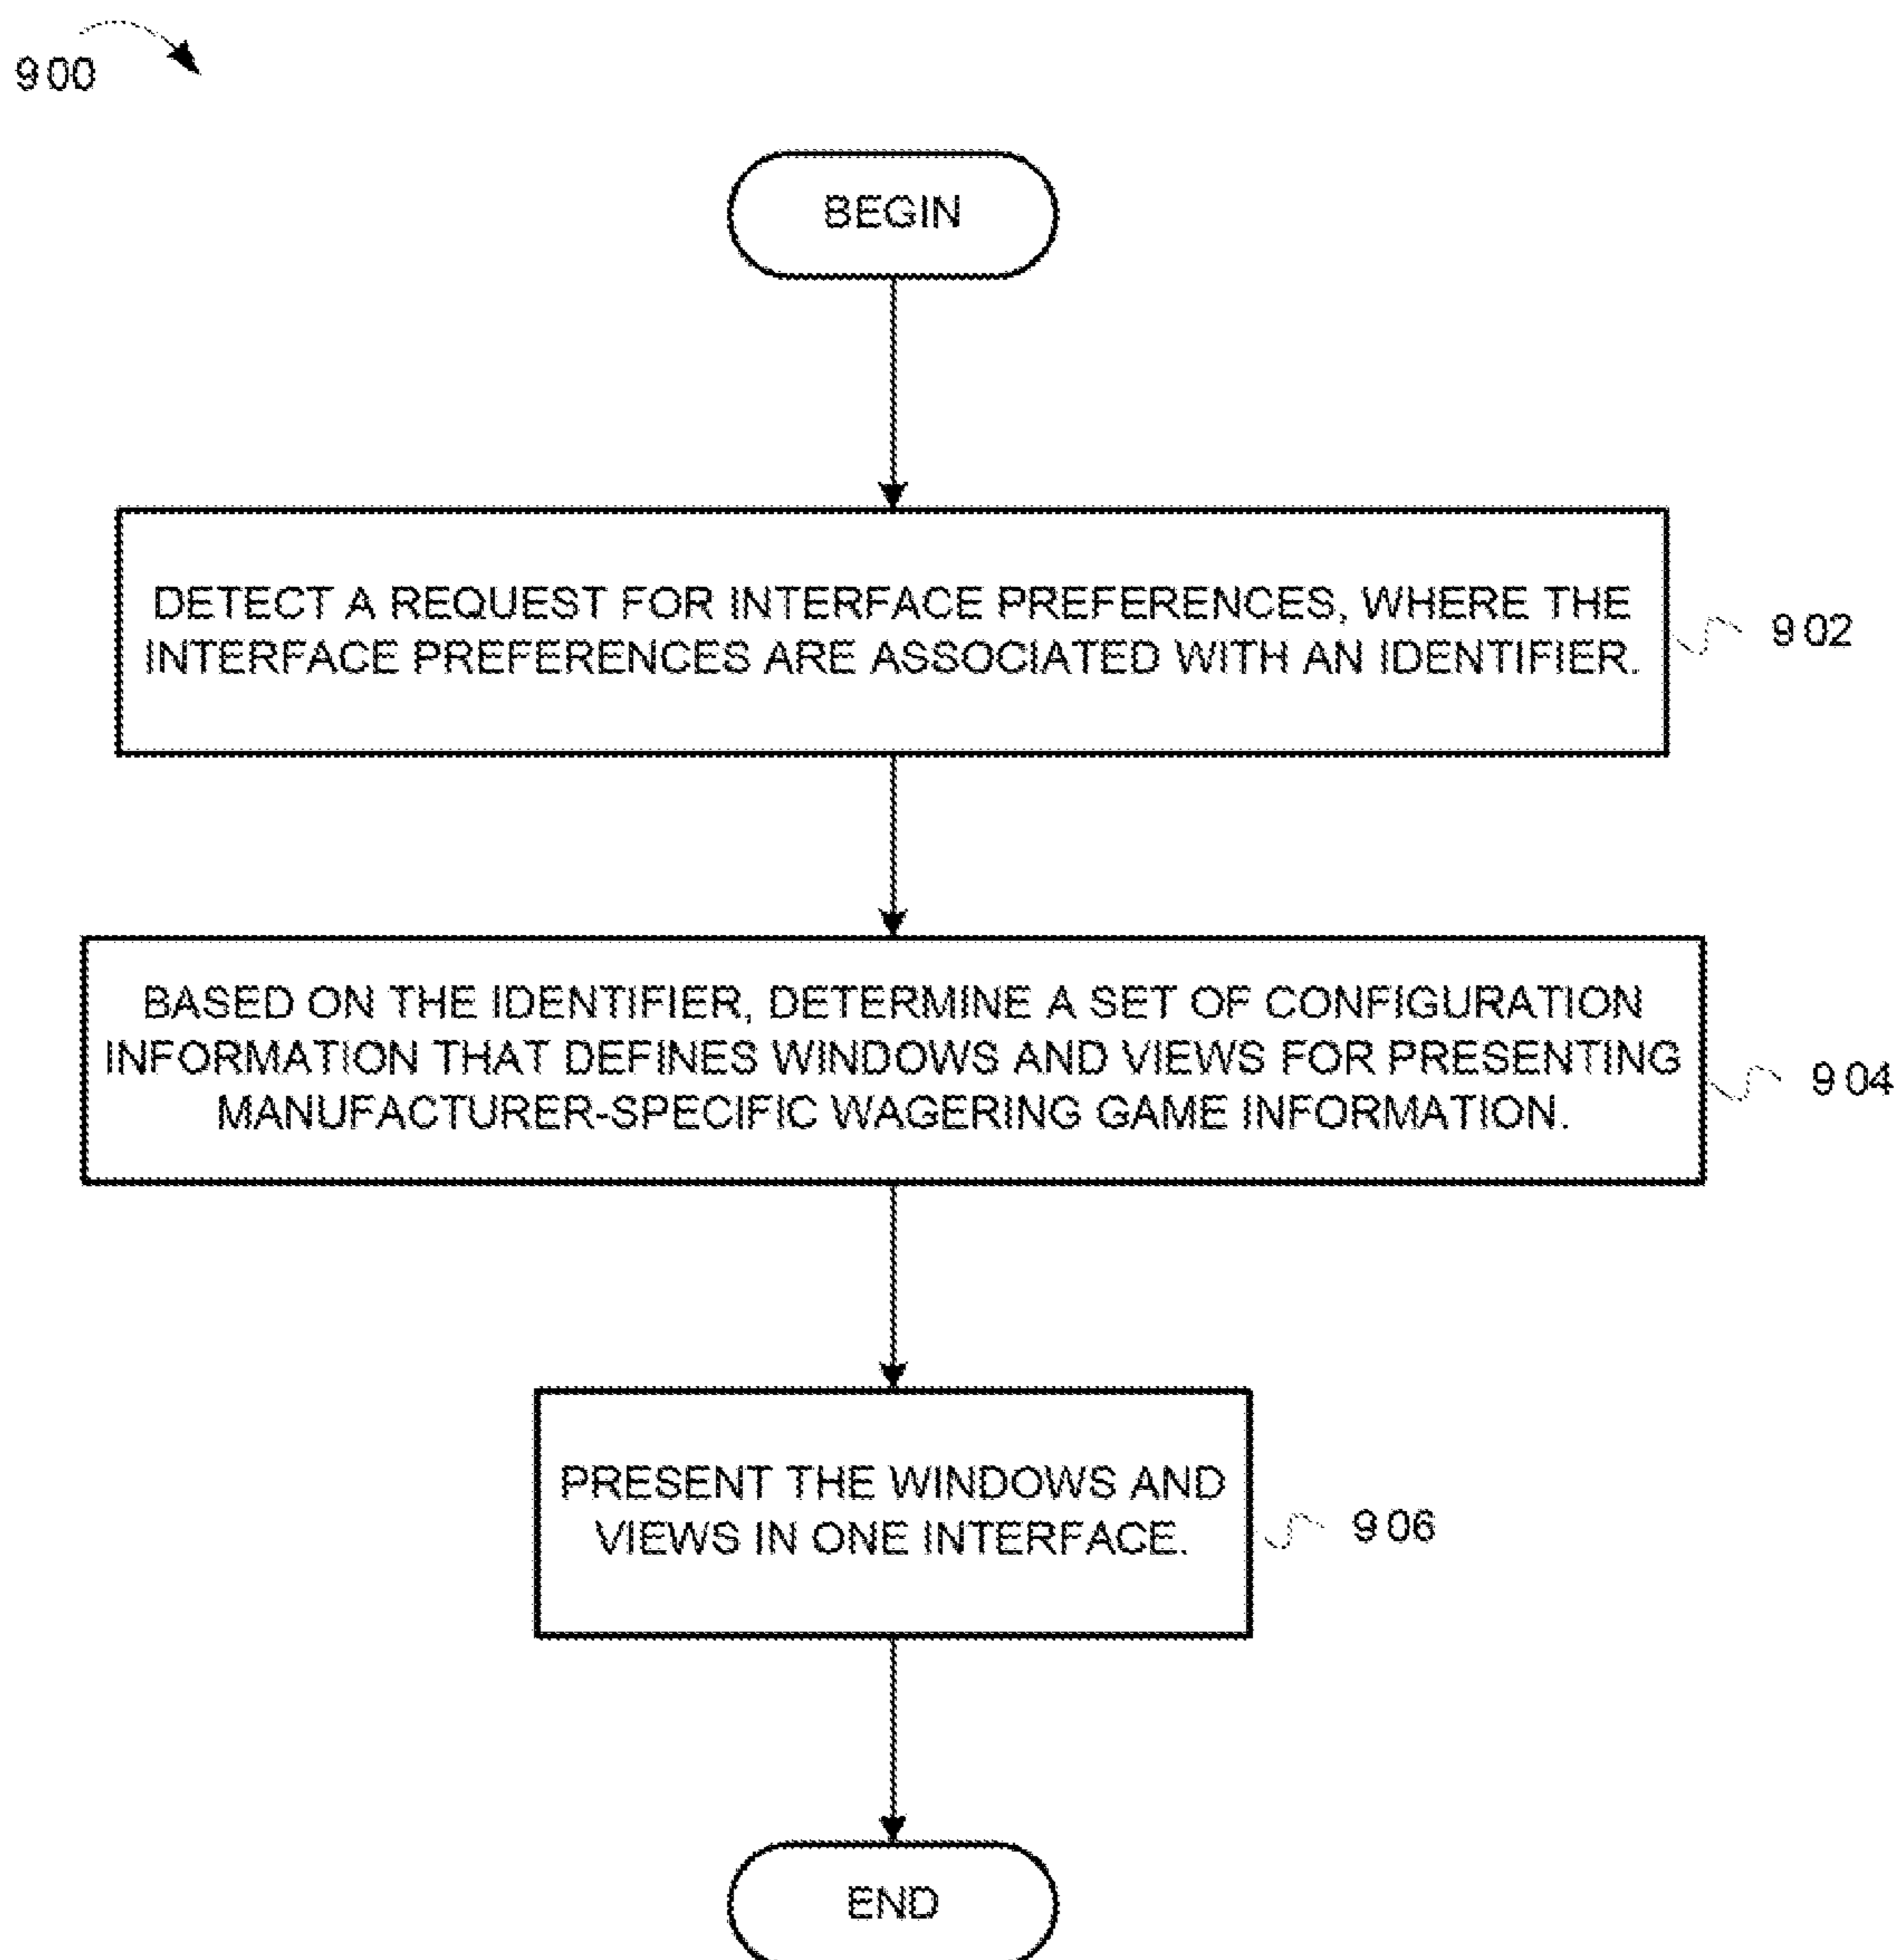 900
BEGIN
DETECT A REQUEST FOR INTERFACE PREFERENCES, WHERE THE
INTERFACE PREFERENCES ARE ASSOCIATED WITH AN IDENTIFIER.
902
BASED ON THE IDENTIFIER, DETERMINE A SET OF CONFIGURATION
INFORMATION THAT DEFINES WINDOWS AND VIEWS FOR PRESENTING
MANUFACTURER-SPECIFIC WAGERING GAME INFORMATION.
904
PRESENT THE WINDOWS AND
VIEWS IN ONE INTERFACE.
906
END